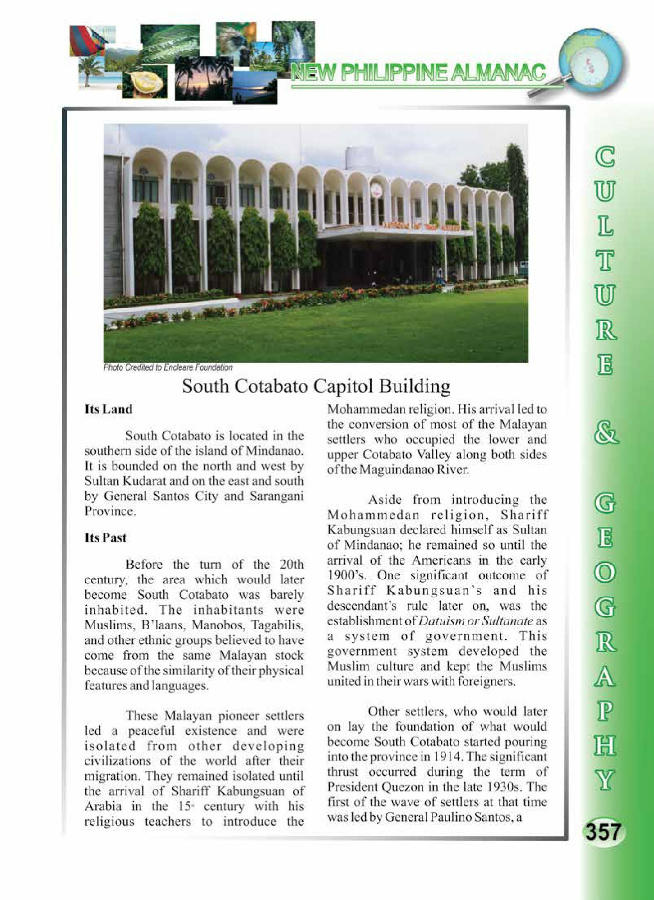 NEW PHILIPPINE ALMANAC
Photo Credited to Encleare Foundation
South Cotabato Capitol Building
Its Land
South Cotabato is located in the
southern side of the island of Mindanao.
It is bounded on the north and west by
Sultan Kudarat and on the east and south
by General Santos City and Sarangani
Province.
Its Past
Before the turn of the 20th
century, the area which would later
become South Cotabato was barely
inhabited. The inhabitants were
Muslims, B'laans, Manobos, Tagabilis,
and other ethnic groups believed to have
come from the same Malayan stock
because of the similarity of their physical
features and languages.
These Malayan pioneer settlers
led a peaceful existence and were
isolated from other developing
civilizations of the world after their
migration. They remained isolated until
the arrival of Shariff Kabungsuan of
Arabia in the 15th century with his
religious teachers to introduce the
Mohammedan religion. His arrival led to
the conversion of most of the Malayan
settlers who occupied the lower and
upper Cotabato Valley along both sides
of the Maguindanao River.
Aside from introducing the
Mohammedan religion, Shariff
Kabungsuan declared himself as Sultan
of Mindanao; he remained so until the
arrival of the Americans in the early
1900's. One significant outcome of
Shariff Kabungsuan's and his
descendant's rule later on, was the
establishment of Datuism or Sultanate as
a system of government. This
government system developed the
Muslim culture and kept the Muslims
united in their wars with foreigners.
Other settlers, who would later
on lay the foundation of what would
become South Cotabato started pouring
into the province in 1914. The significant
thrust occurred during the term of
President Quezon in the late 1930s. The
first of the wave of settlers at that time
was led by General Paulino Santos, a
CULTURE & GEOGRAPHY
357